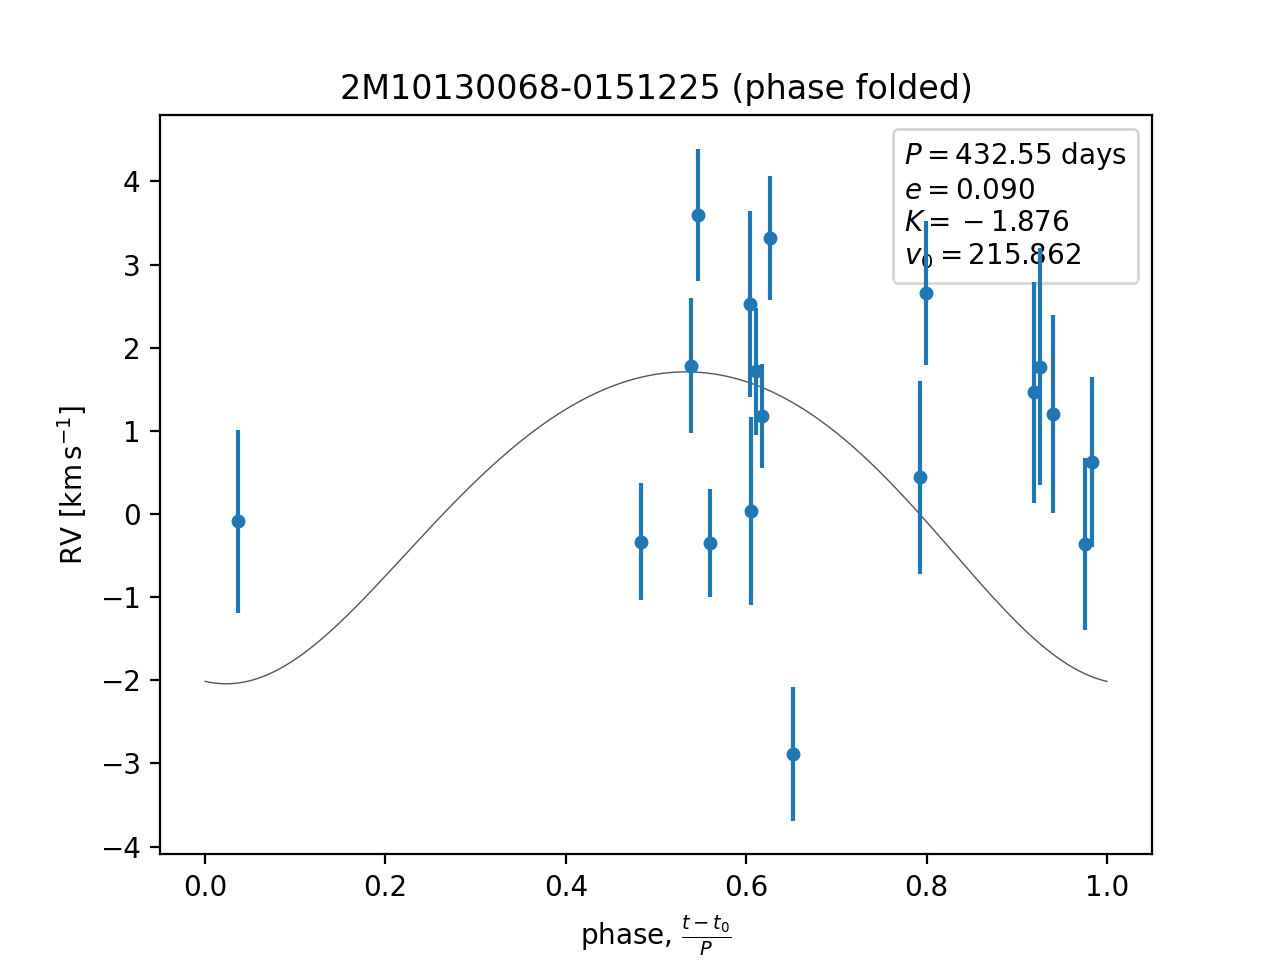 2M10130068-0151225 (phase folded)
P = 432.55 days
e = 0.090
K = −1.876
v₀ = 215.862
4
3
2
1
0
−1
−2
−3
−4
RV [km s⁻¹]
0.0 0.2 0.4 0.6 0.8 1.0
phase, (t − t₀)/P